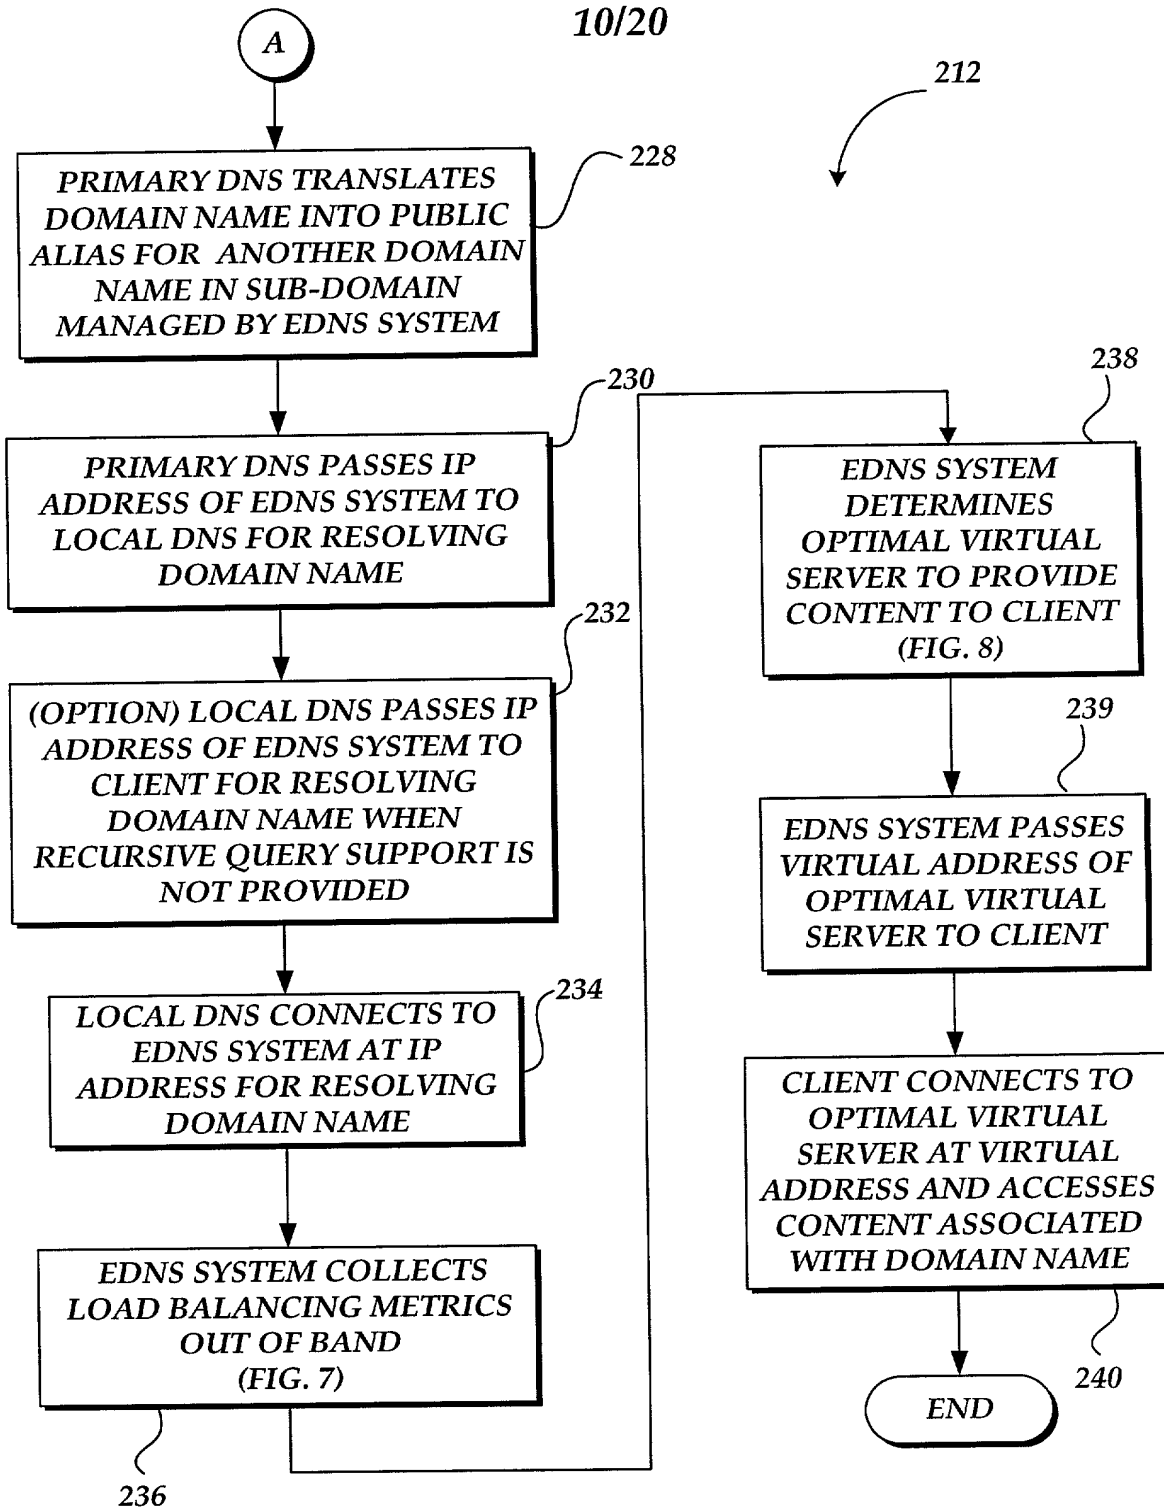 10/20
A
212
228
PRIMARY DNS TRANSLATES
DOMAIN NAME INTO PUBLIC
ALIAS FOR ANOTHER DOMAIN
NAME IN SUB-DOMAIN
MANAGED BY EDNS SYSTEM
230
PRIMARY DNS PASSES IP
ADDRESS OF EDNS SYSTEM TO
LOCAL DNS FOR RESOLVING
DOMAIN NAME
232
(OPTION) LOCAL DNS PASSES IP
ADDRESS OF EDNS SYSTEM TO
CLIENT FOR RESOLVING
DOMAIN NAME WHEN
RECURSIVE QUERY SUPPORT IS
NOT PROVIDED
234
LOCAL DNS CONNECTS TO
EDNS SYSTEM AT IP
ADDRESS FOR RESOLVING
DOMAIN NAME
EDNS SYSTEM COLLECTS
LOAD BALANCING METRICS
OUT OF BAND
(FIG. 7)
236
238
EDNS SYSTEM
DETERMINES
OPTIMAL VIRTUAL
SERVER TO PROVIDE
CONTENT TO CLIENT
(FIG. 8)
239
EDNS SYSTEM PASSES
VIRTUAL ADDRESS OF
OPTIMAL VIRTUAL
SERVER TO CLIENT
CLIENT CONNECTS TO
OPTIMAL VIRTUAL
SERVER AT VIRTUAL
ADDRESS AND ACCESSES
CONTENT ASSOCIATED
WITH DOMAIN NAME
240
END